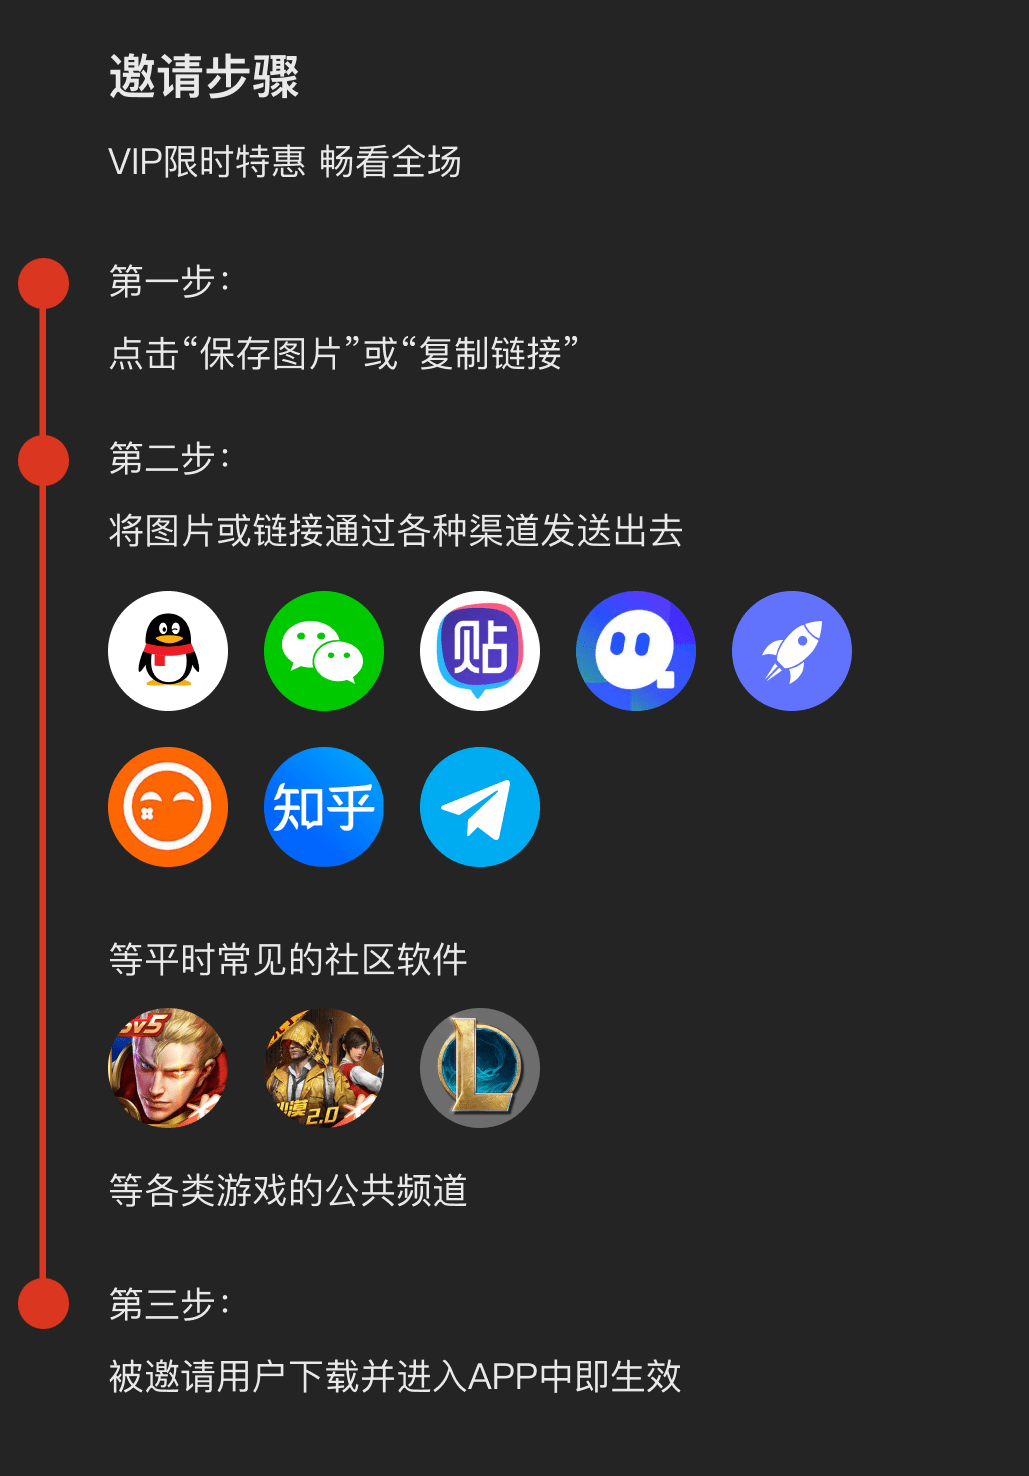 邀请步骤
VIP限时特惠 畅看全场
第一步：
点击“保存图片”或“复制链接”
第二步：
将图片或链接通过各种渠道发送出去
贴
知乎
等平时常见的社区软件
5v5
沙漠2.0
等各类游戏的公共频道
第三步：
被邀请用户下载并进入APP中即生效